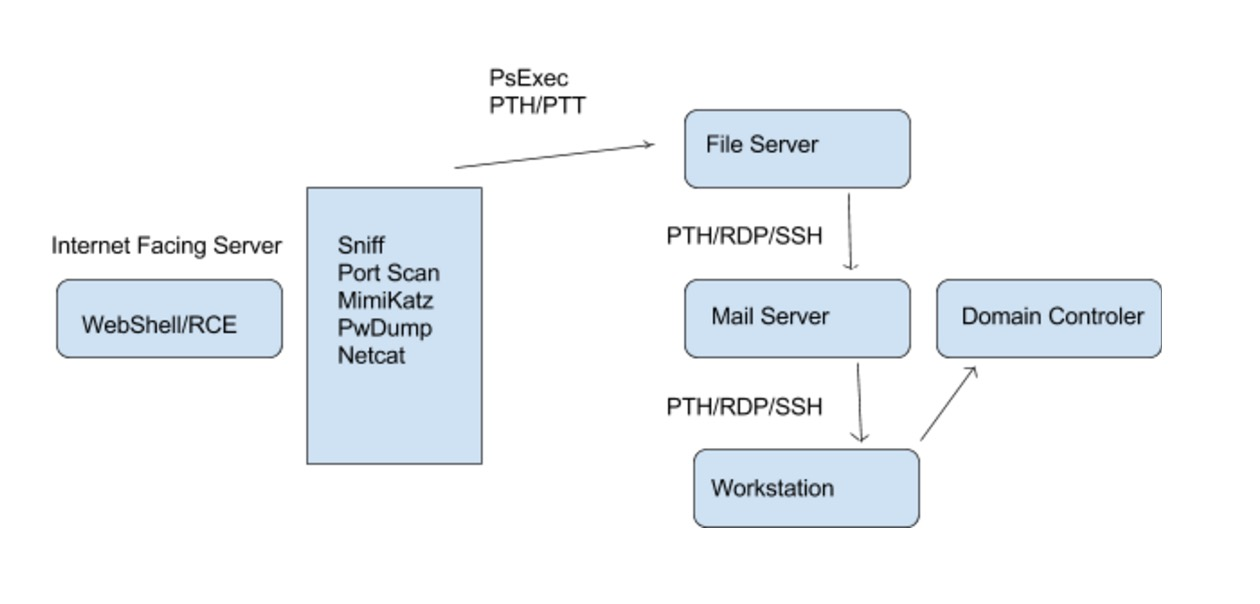 PsExec
PTH/PTT
File Server
Internet Facing Server
WebShell/RCE
Sniff
Port Scan
MimiKatz
PwDump
Netcat
PTH/RDP/SSH
Mail Server
Domain Controler
PTH/RDP/SSH
Workstation